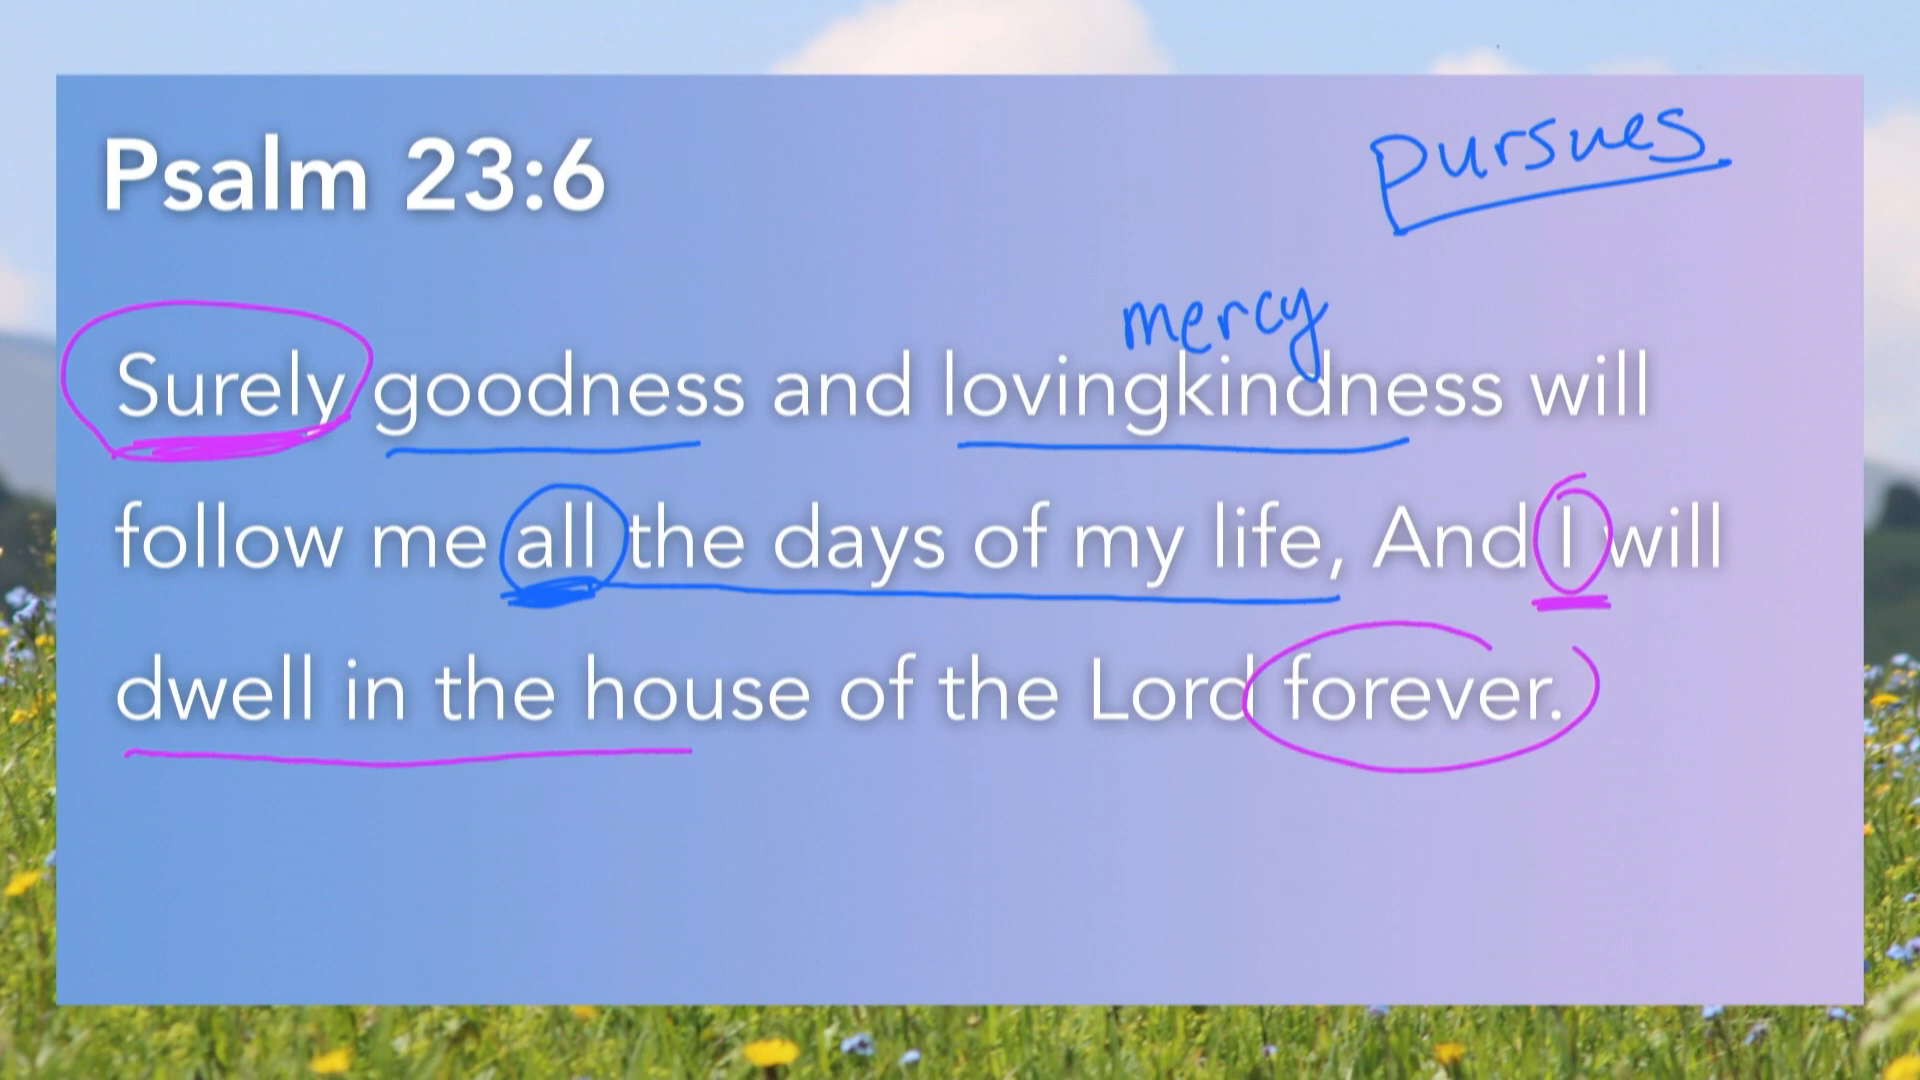 Psalm 23:6
pursues
mercy
Surely goodness and lovingkindness will
follow me all the days of my life, And I will
dwell in the house of the Lord forever.